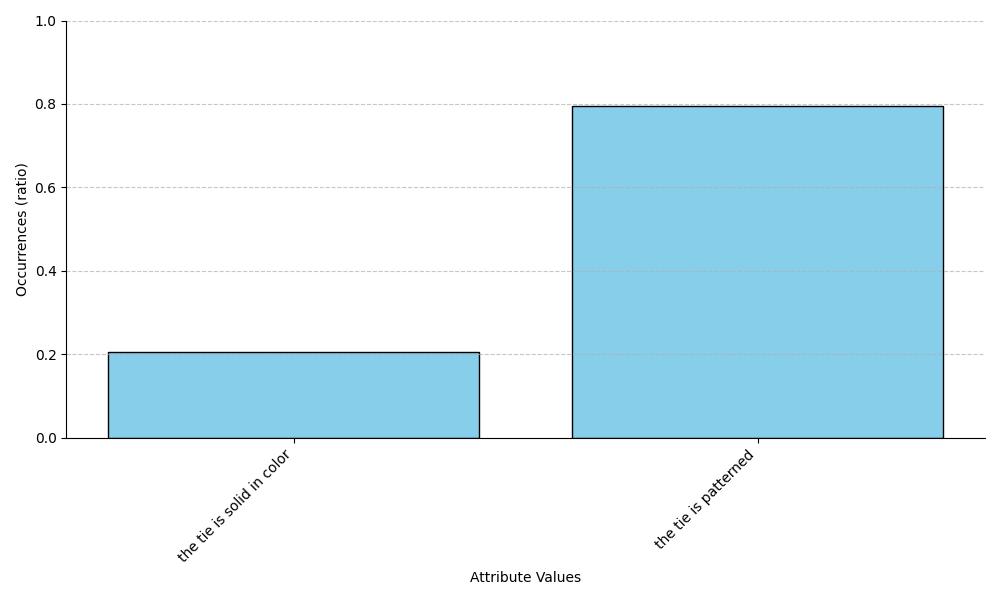 1.0
0.8
0.6
0.4
0.2
0.0
Occurrences (ratio)
the tie is solid in color
the tie is patterned
Attribute Values